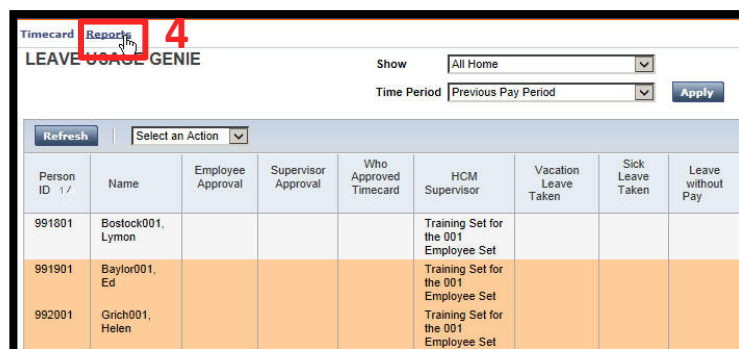 Timecard Reports 4
LEAVE USAGE GENIE
Show All Home
Time Period Previous Pay Period Apply
Refresh Select an Action
Person ID 1 Name Employee Approval Supervisor Approval Who Approved Timecard HCM Supervisor Vacation Leave Taken Sick Leave Taken Leave without Pay
991801 Bostock001, Lymon Training Set for the 001 Employee Set
991901 Baylor001, Ed Training Set for the 001 Employee Set
992001 Grich001, Helen Training Set for the 001 Employee Set